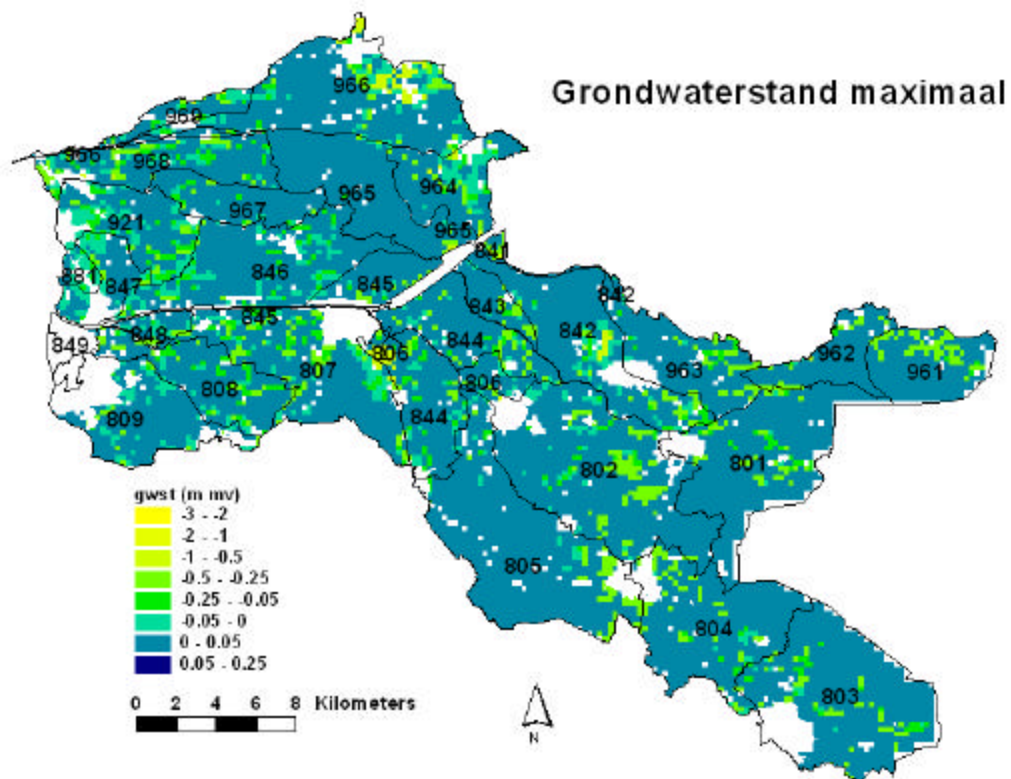 Grondwaterstand maximaal
966
969
966
968
964
965
967
921
965
841
846
881
847
845
842
843
845
842
848
844
849
806
962
963
961
807
806
808
844
809
802
801
805
804
803
gwst (m mv)
-3 - -2
-2 - -1
-1 - -0.5
-0.5 - -0.25
-0.25 - -0.05
-0.05 - 0
0 - 0.05
0.05 - 0.25
0 2 4 6 8 Kilometers
N